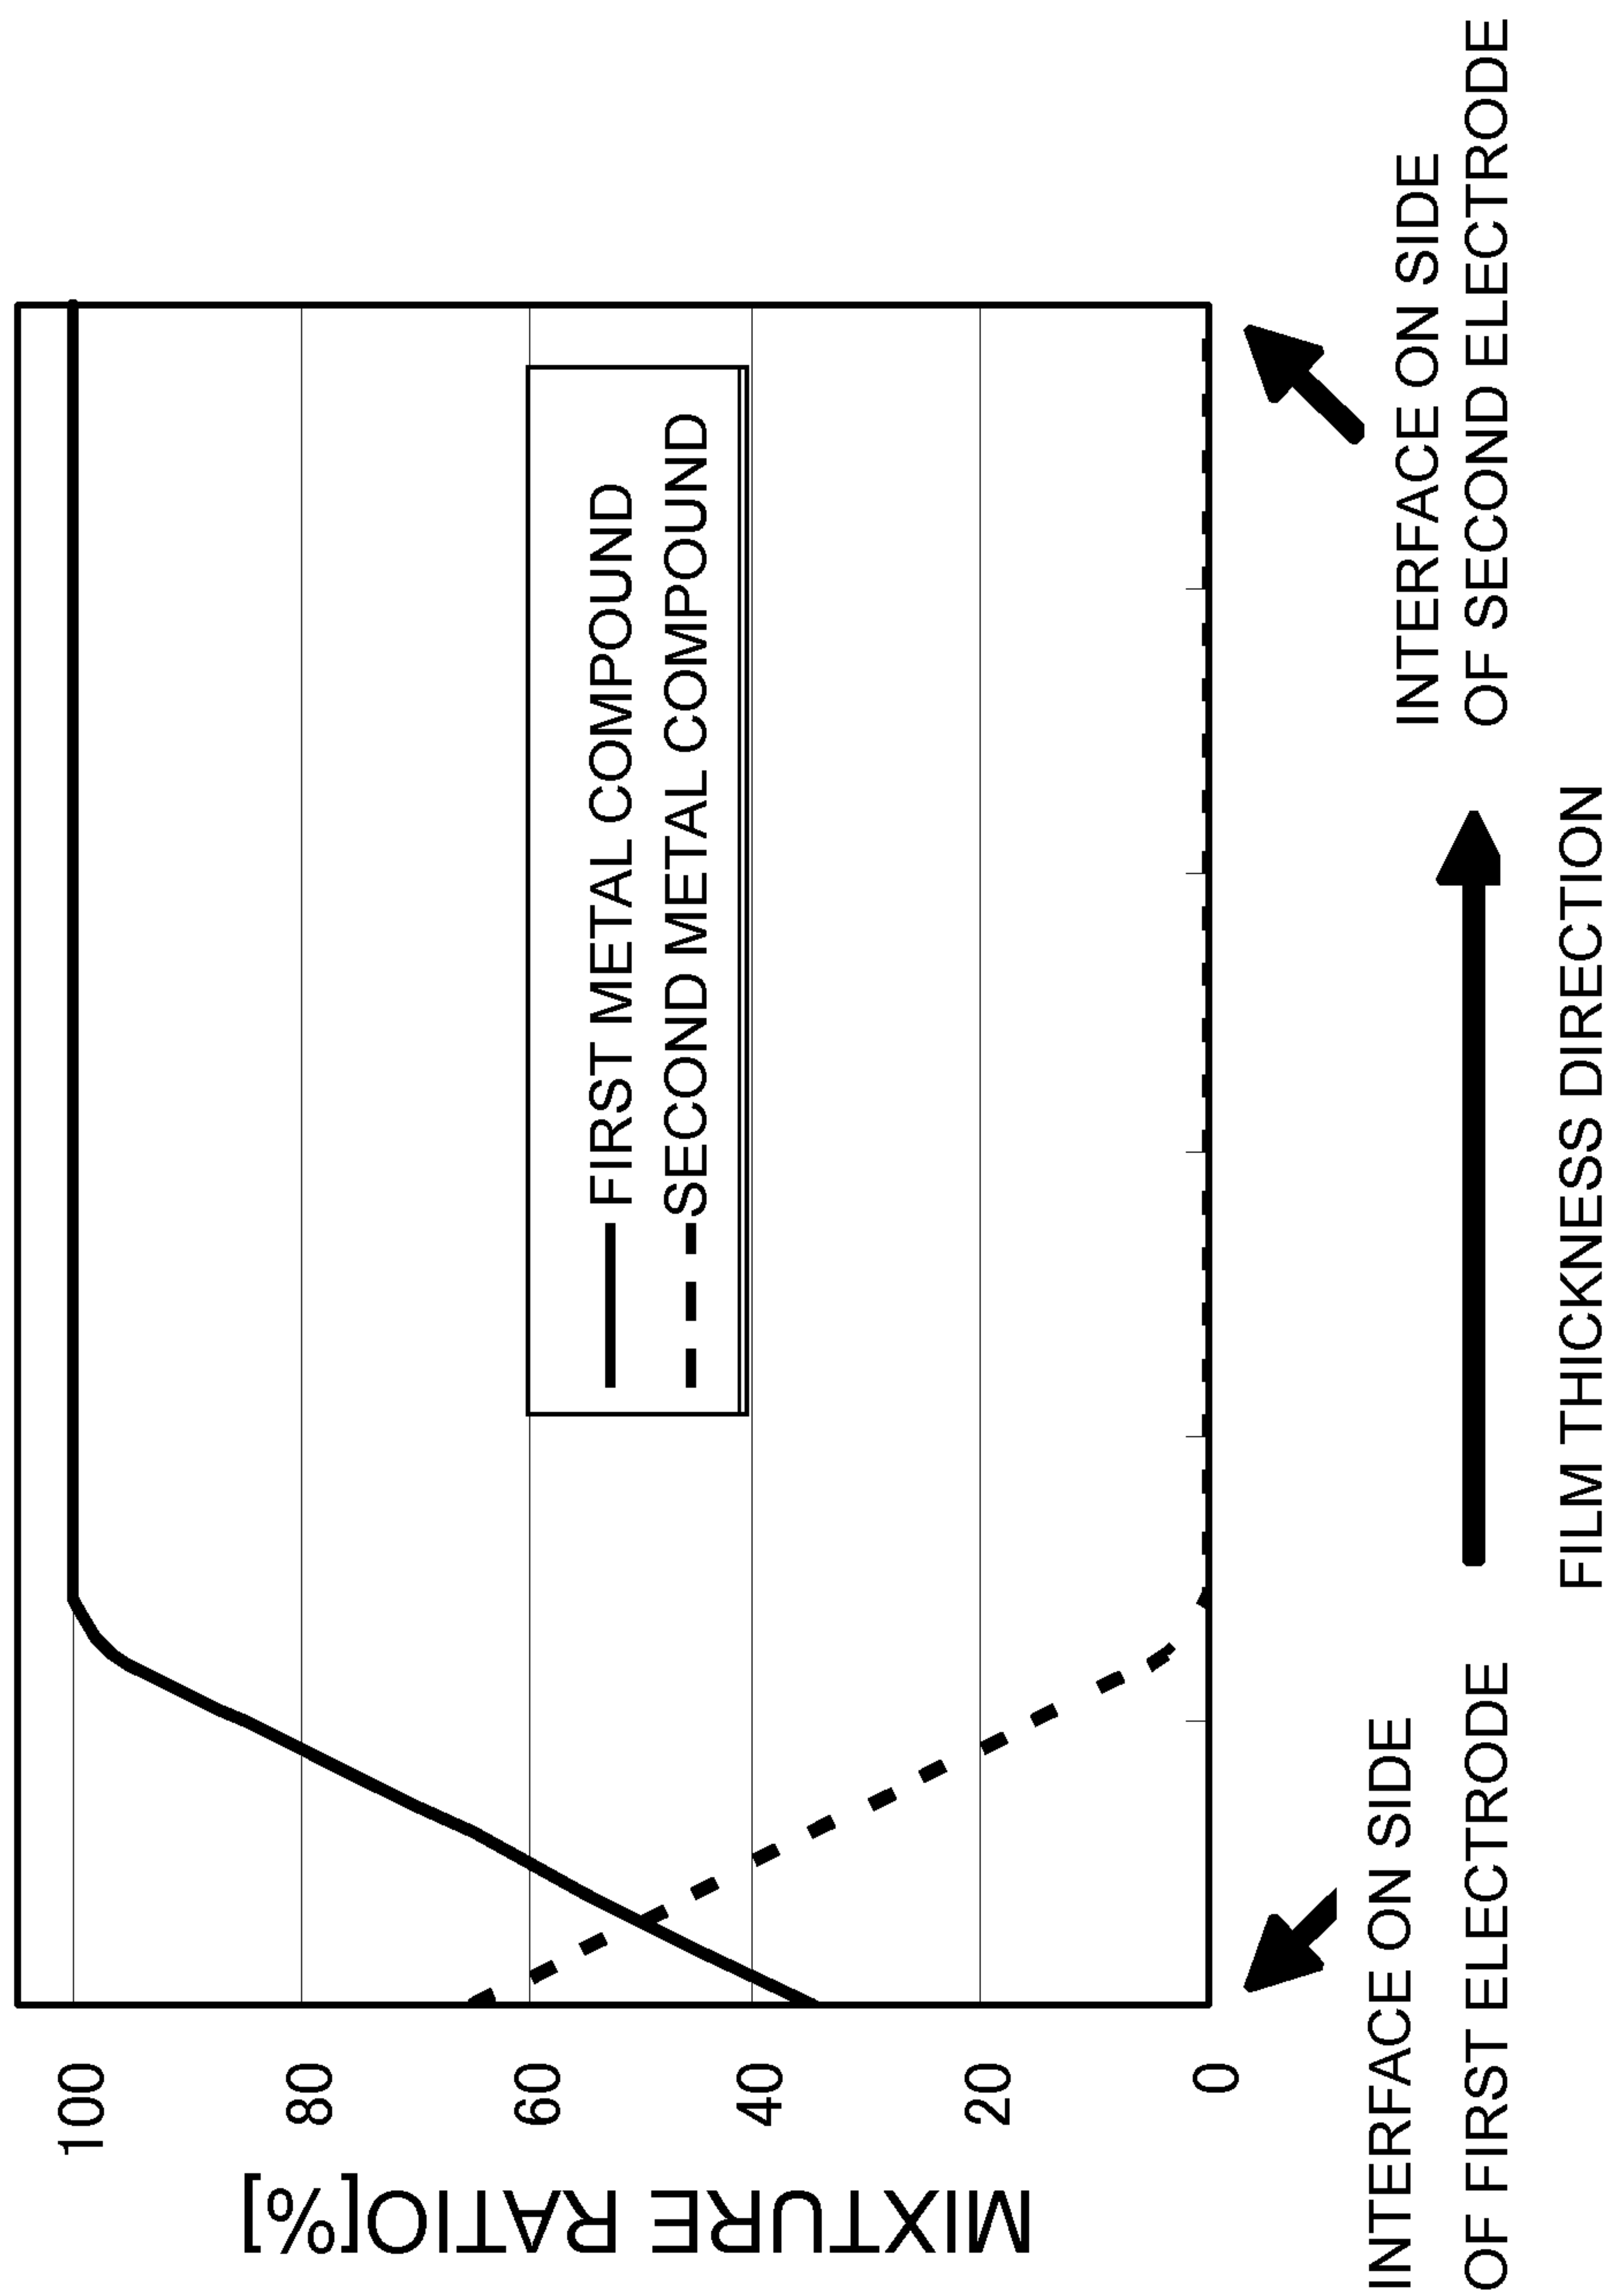 MIXTURE RATIO[%]
100
80
60
40
20
0
FIRST METAL COMPOUND
SECOND METAL COMPOUND
INTERFACE ON SIDE
OF FIRST ELECTRODE
INTERFACE ON SIDE
OF SECOND ELECTRODE
FILM THICKNESS DIRECTION